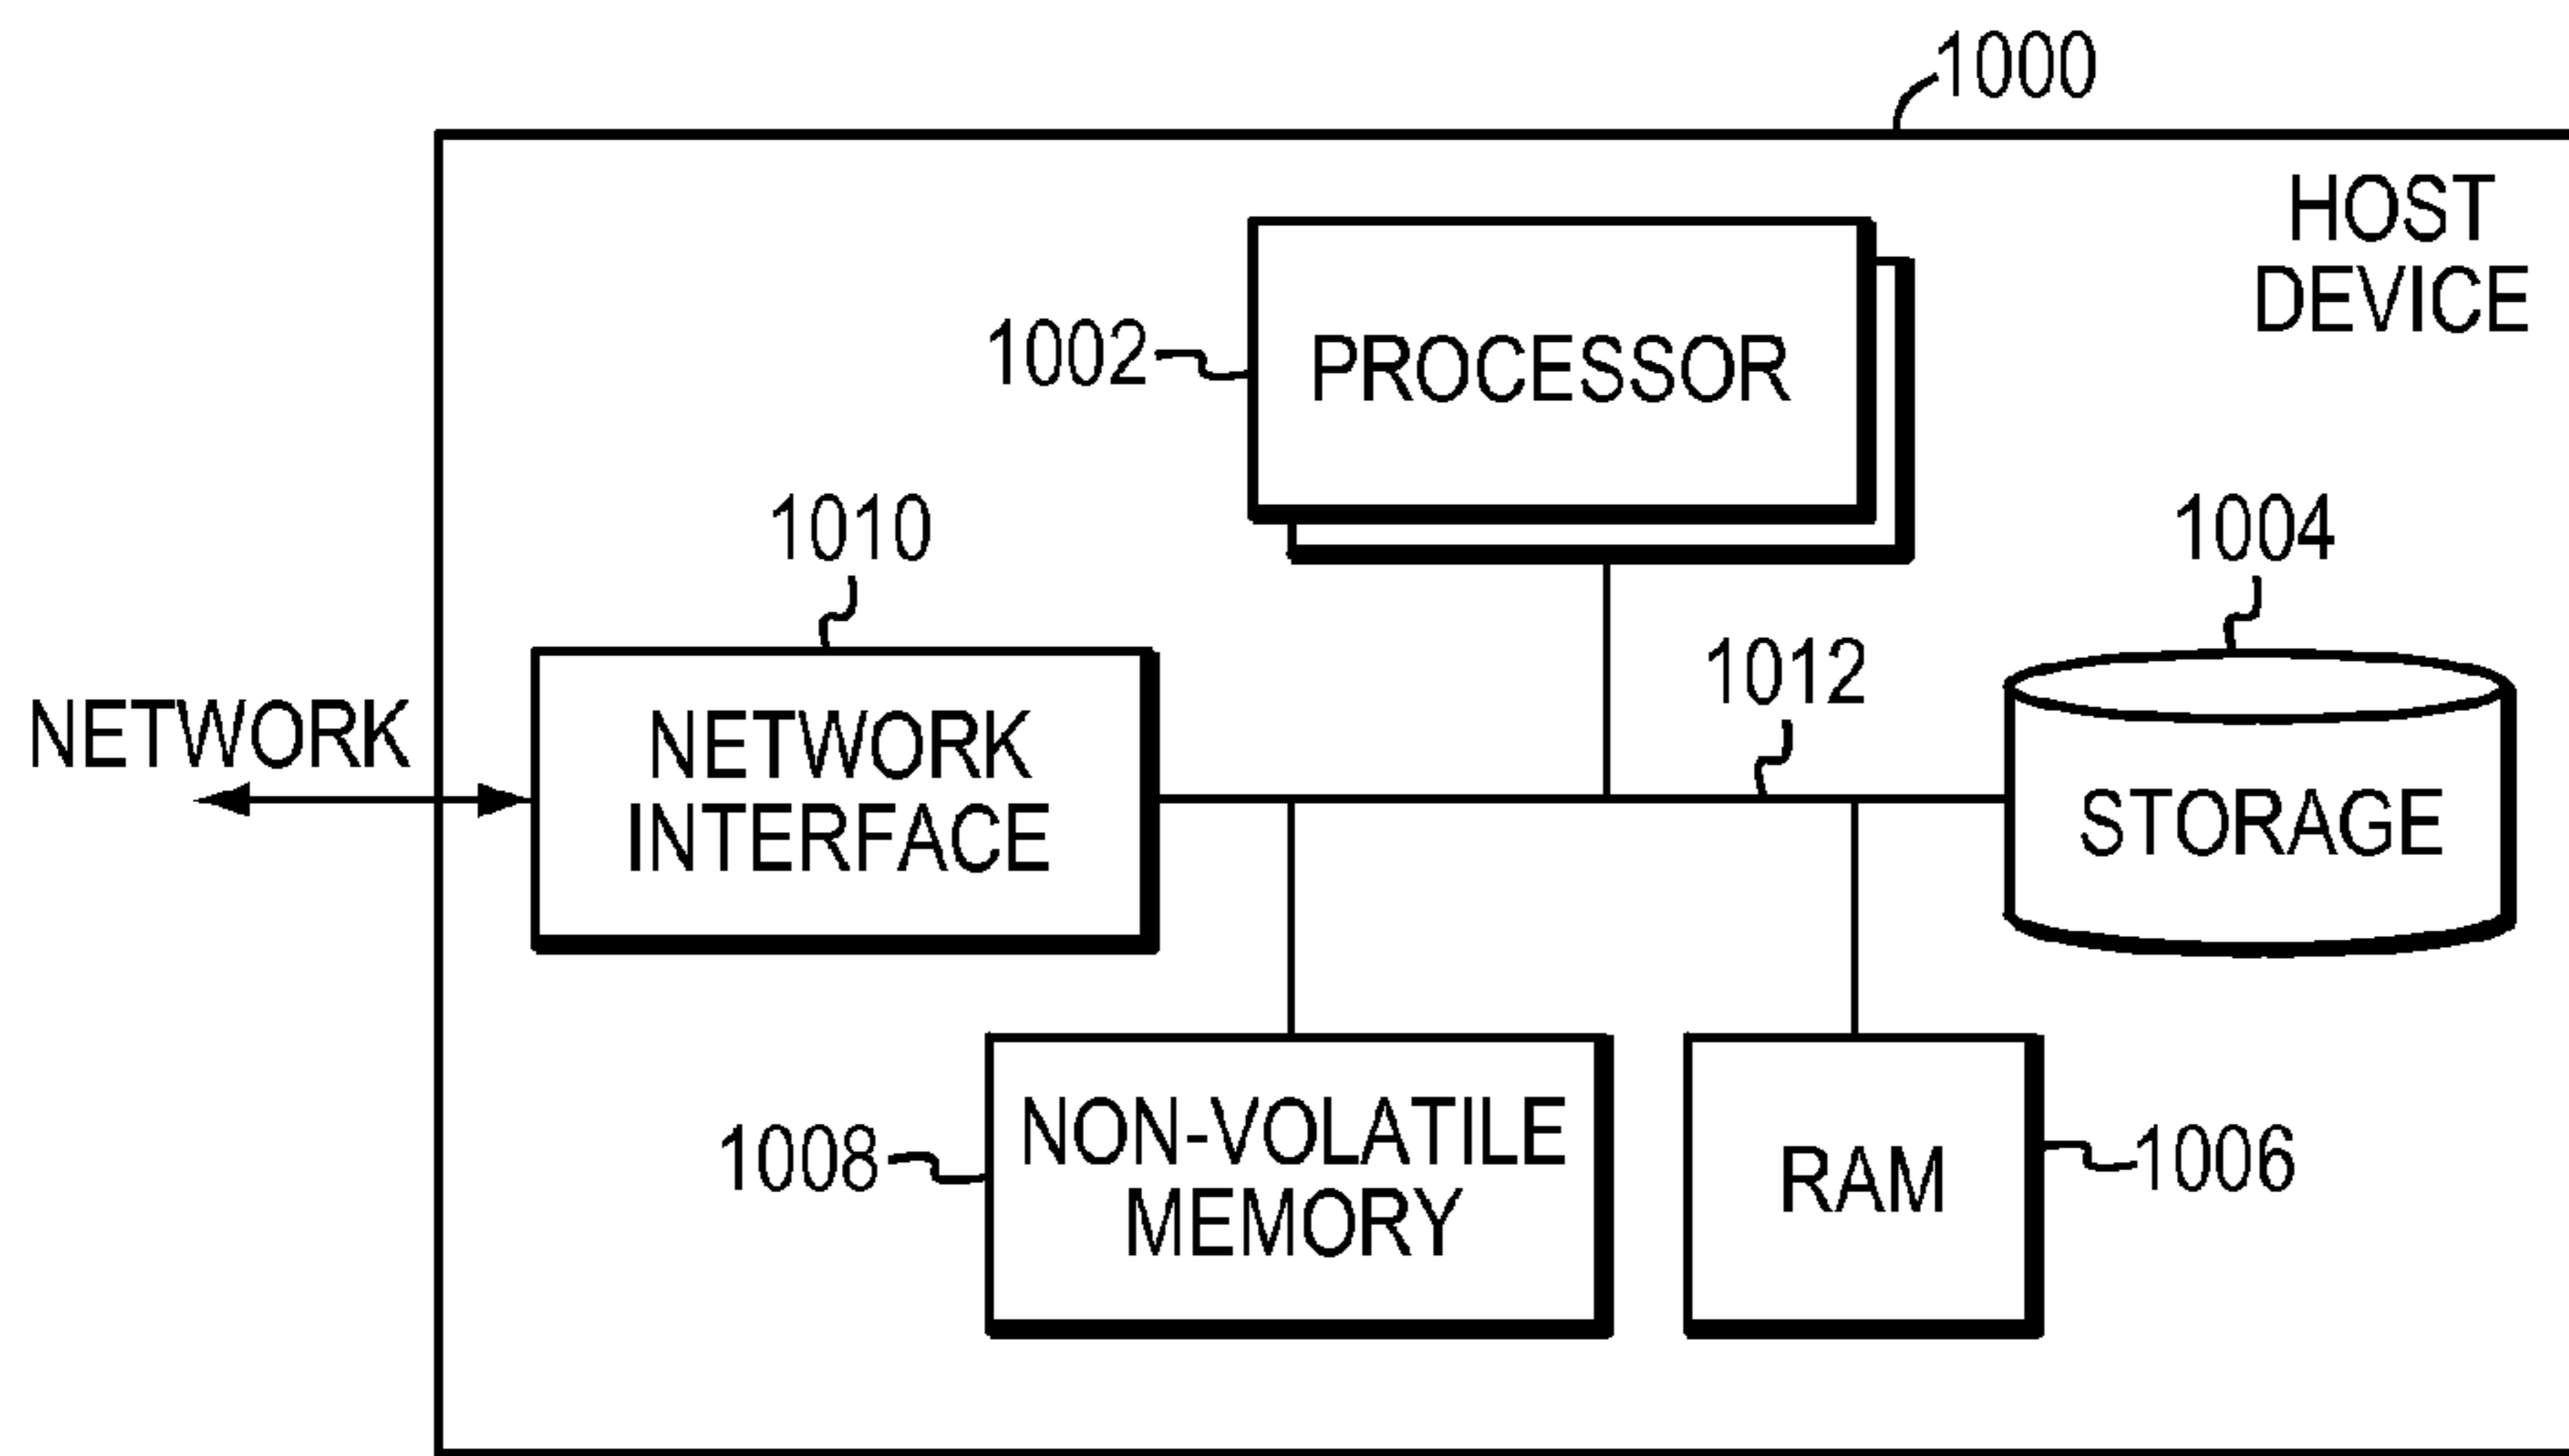 1000
HOST
DEVICE
1002
PROCESSOR
1010
1004
NETWORK
NETWORK
INTERFACE
1012
STORAGE
1008
NON-VOLATILE
MEMORY
RAM
1006